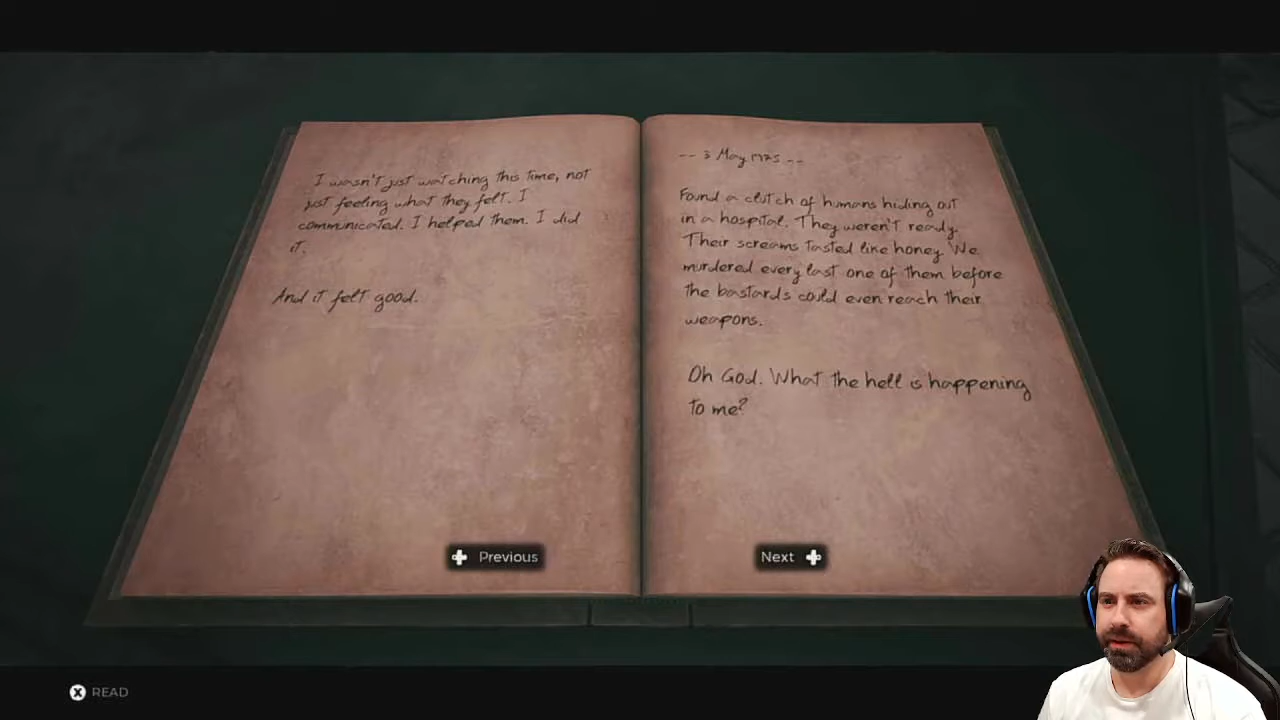 I wasn't just watching this time, not
just feeling what they felt. I
communicated. I helped them. I did
it.
And it felt good.
Previous
-- 3 May 1975 --
Found a clutch of humans hiding out
in a hospital. They weren't ready.
Their screams tasted like honey. We
murdered every last one of them before
the bastards could even reach their
weapons.
Oh God. What the hell is happening
to me?
Next
X READ